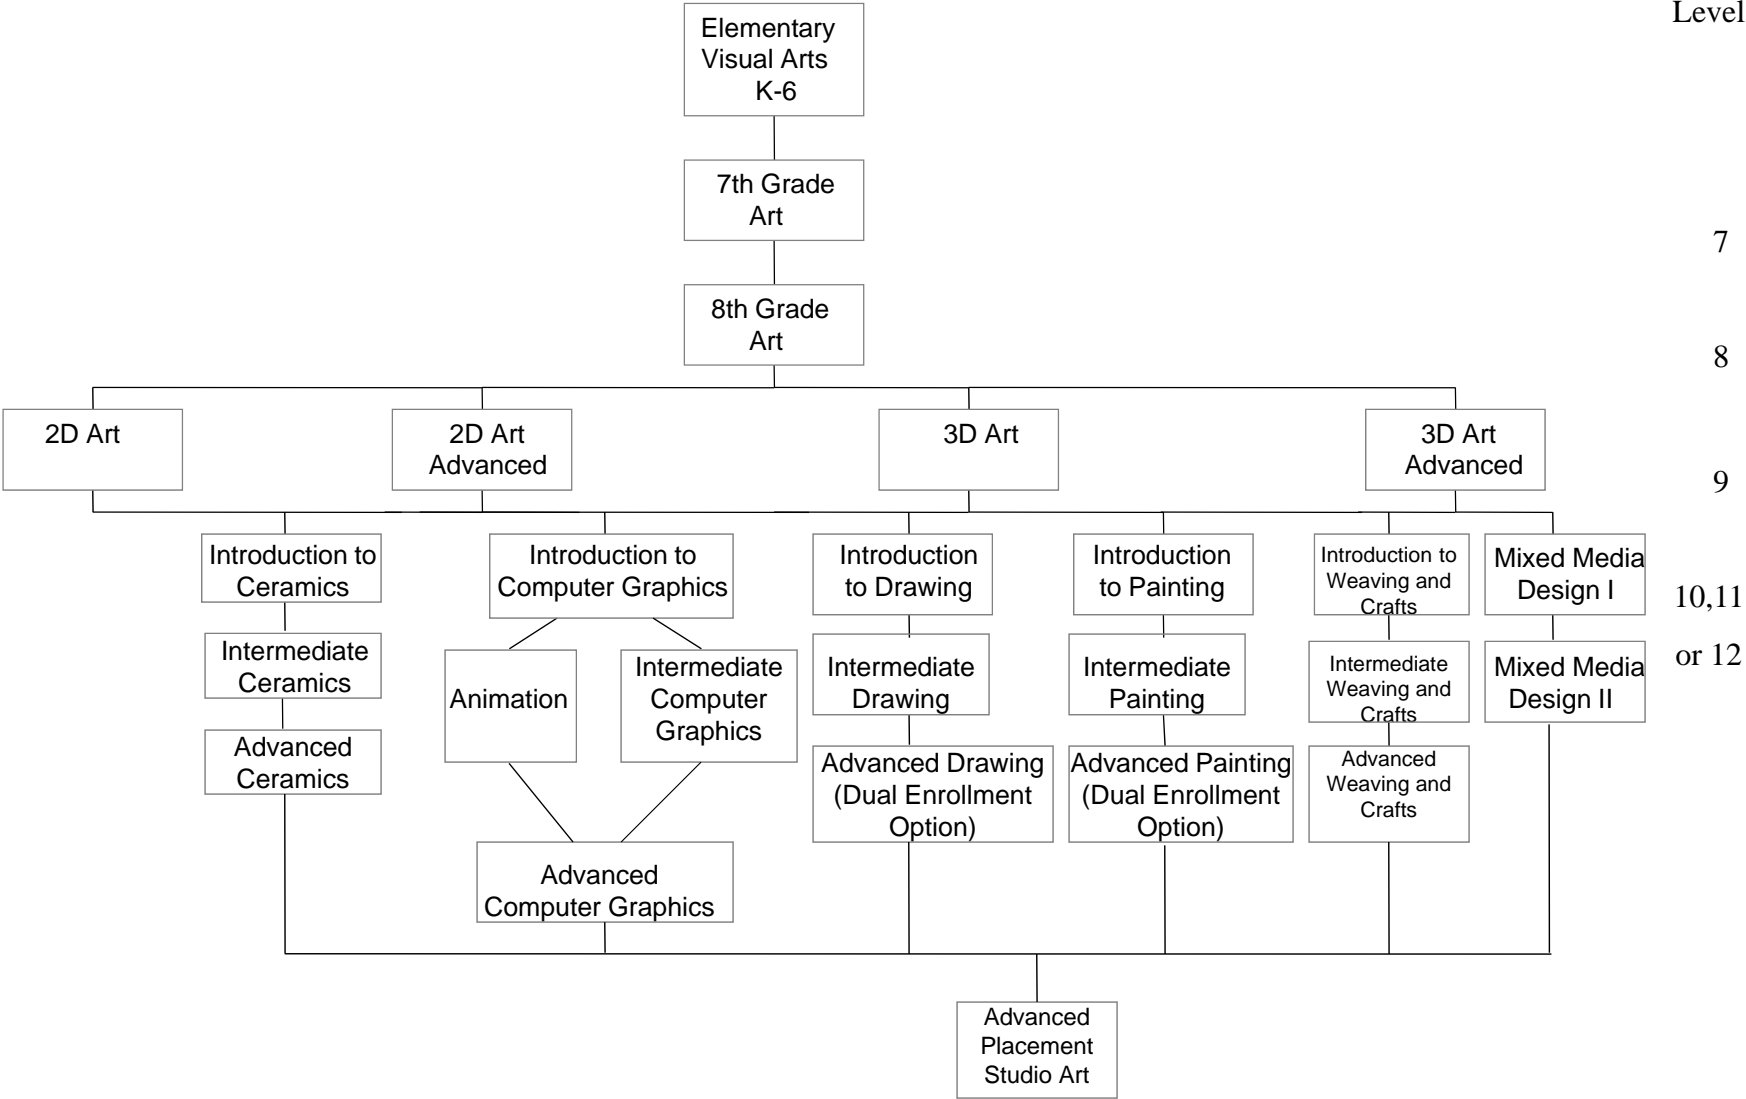 Level
Elementary
Visual Arts
K-6
7th Grade
Art
7
8th Grade
Art
8
2D Art
2D Art
Advanced
3D Art
3D Art
Advanced
9
Introduction to
Ceramics
Introduction to
Computer Graphics
Introduction
to Drawing
Introduction
to Painting
Introduction to
Weaving and
Crafts
Mixed Media
Design I
10,11
or 12
Intermediate
Ceramics
Animation
Intermediate
Computer
Graphics
Intermediate
Drawing
Intermediate
Painting
Intermediate
Weaving and
Crafts
Mixed Media
Design II
Advanced
Ceramics
Advanced Drawing
(Dual Enrollment
Option)
Advanced Painting
(Dual Enrollment
Option)
Advanced
Weaving and
Crafts
Advanced
Computer Graphics
Advanced
Placement
Studio Art